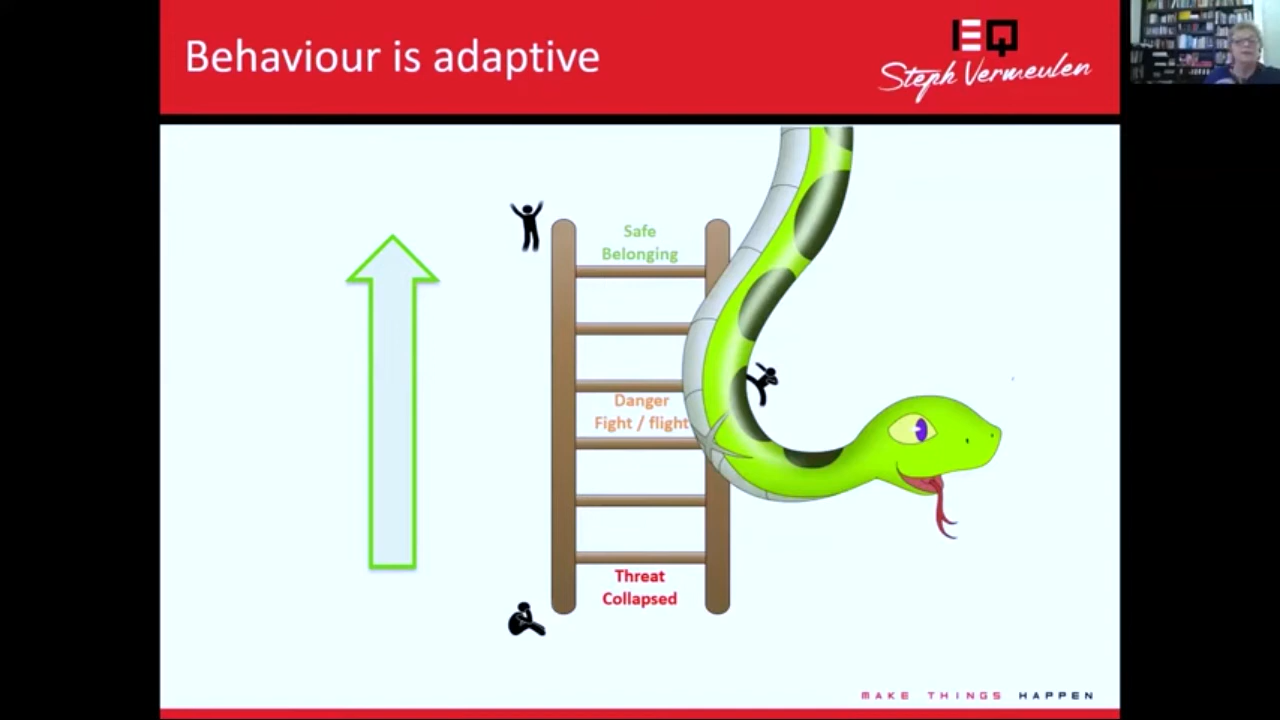 Behaviour is adaptive
EQ
Steph Vermeulen
Safe
Belonging
Danger
Fight / flight
Threat
Collapsed
MAKE THINGS HAPPEN